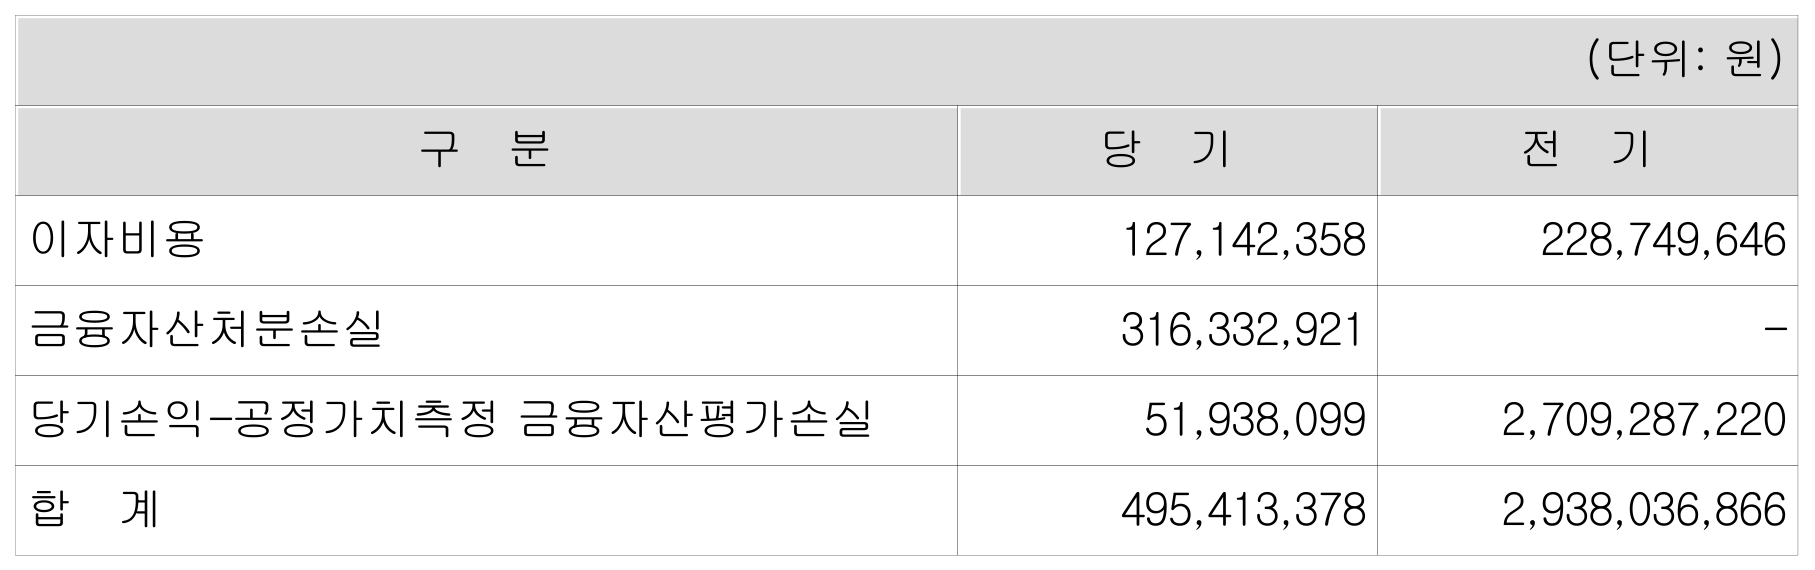 (단위: 원)
구 분 당 기 전 기
이자비용 127,142,358 228,749,646
금융자산처분손실 316,332,921 -
당기손익-공정가치측정 금융자산평가손실 51,938,099 2,709,287,220
합 계 495,413,378 2,938,036,866